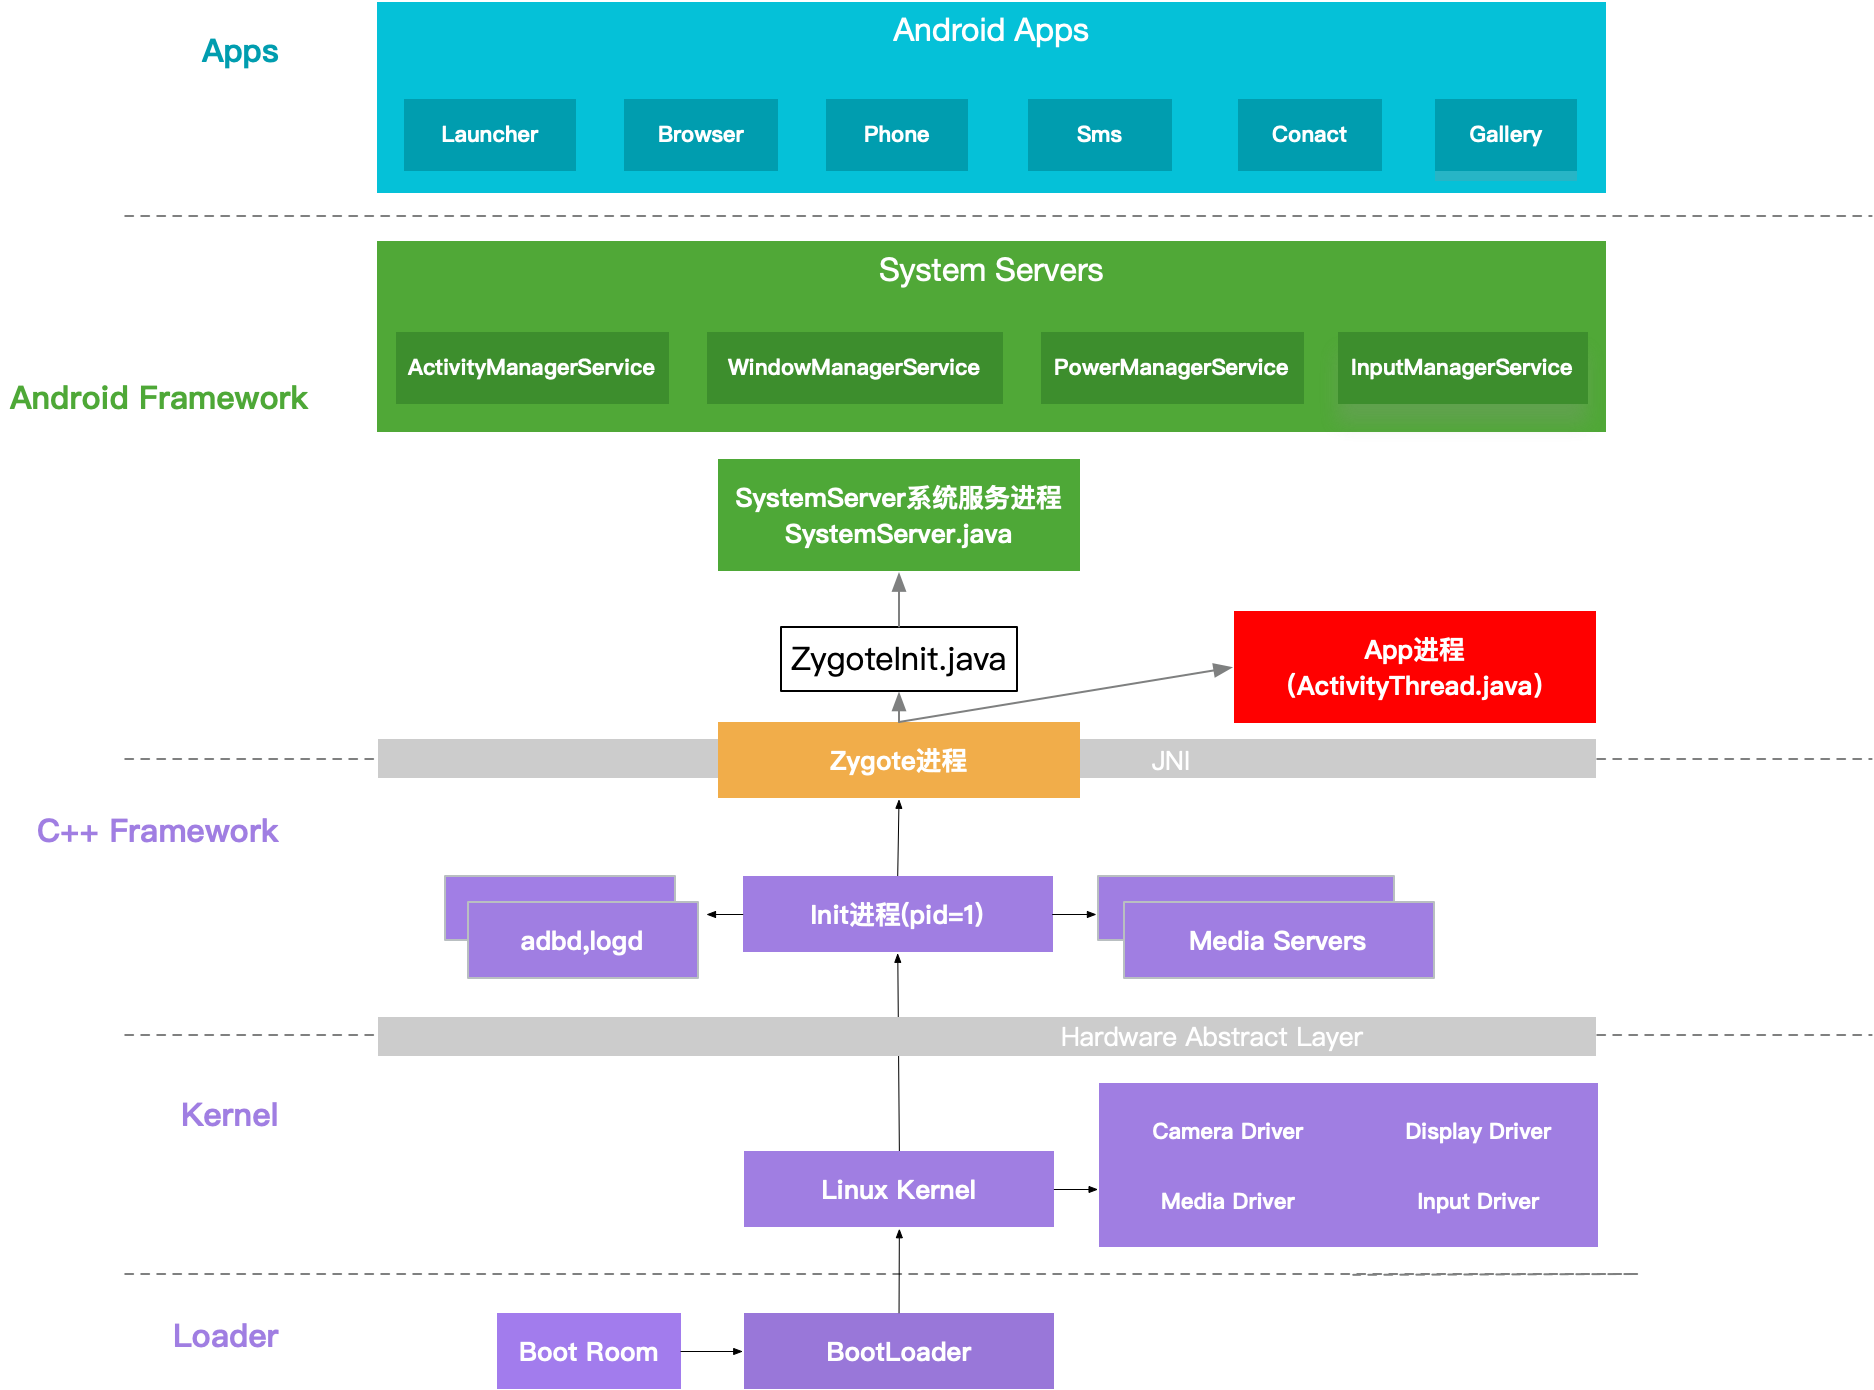 Apps
Android Apps
Launcher
Browser
Phone
Sms
Conact
Gallery
System Servers
ActivityManagerService
WindowManagerService
PowerManagerService
InputManagerService
Android Framework
SystemServer系统服务进程
SystemServer.java
ZygoteInit.java
App进程
(ActivityThread.java)
Zygote进程
JNI
C++ Framework
adbd,logd
Init进程(pid=1)
Media Servers
Hardware Abstract Layer
Kernel
Linux Kernel
Camera Driver
Display Driver
Media Driver
Input Driver
Loader
Boot Room
BootLoader